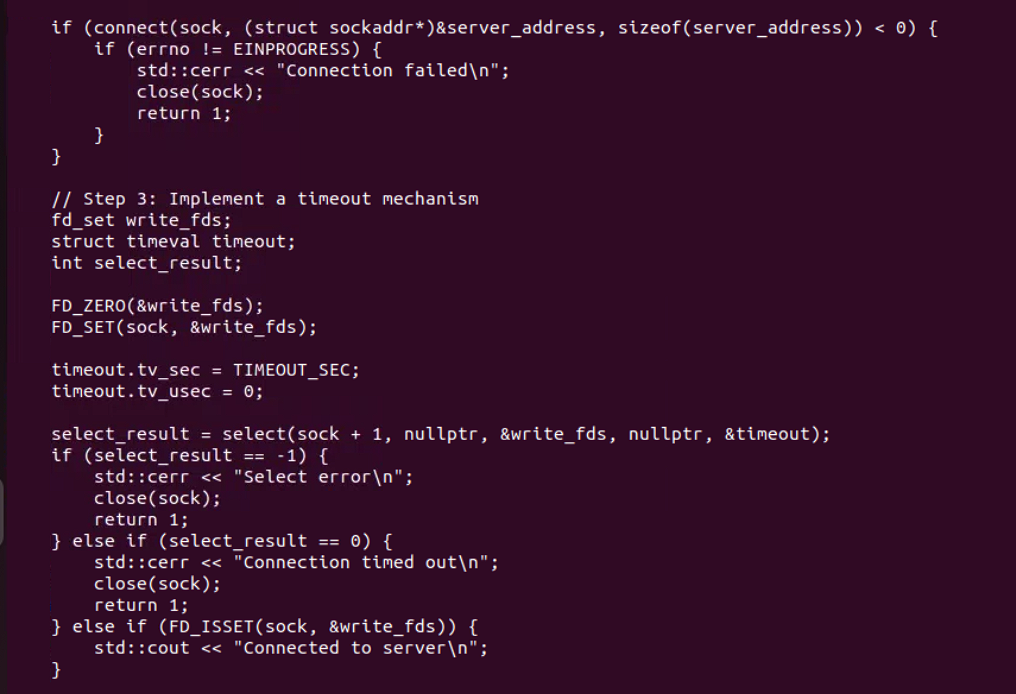 if (connect(sock, (struct sockaddr*)&server_address, sizeof(server_address)) < 0) {
    if (errno != EINPROGRESS) {
        std::cerr << "Connection failed\n";
        close(sock);
        return 1;
    }
}

// Step 3: Implement a timeout mechanism
fd_set write_fds;
struct timeval timeout;
int select_result;

FD_ZERO(&write_fds);
FD_SET(sock, &write_fds);

timeout.tv_sec = TIMEOUT_SEC;
timeout.tv_usec = 0;

select_result = select(sock + 1, nullptr, &write_fds, nullptr, &timeout);
if (select_result == -1) {
    std::cerr << "Select error\n";
    close(sock);
    return 1;
} else if (select_result == 0) {
    std::cerr << "Connection timed out\n";
    close(sock);
    return 1;
} else if (FD_ISSET(sock, &write_fds)) {
    std::cout << "Connected to server\n";
}